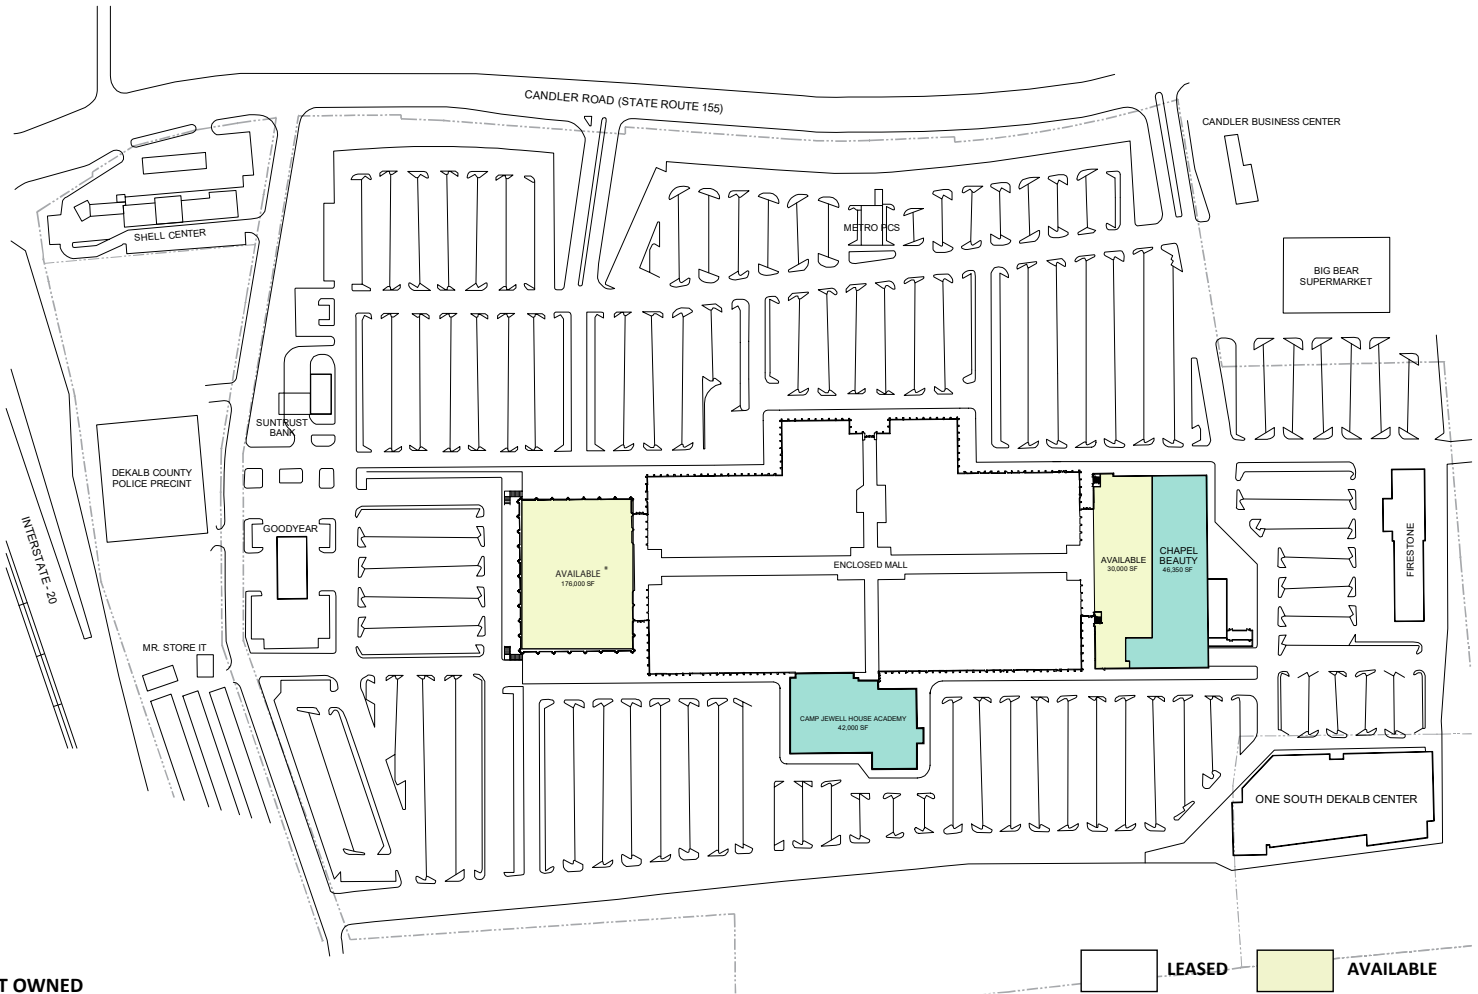 CANDLER ROAD (STATE ROUTE 155)
CANDLER BUSINESS CENTER
SHELL CENTER
METRO PCS
BIG BEAR
SUPERMARKET
SUNTRUST
BANK
DEKALB COUNTY
POLICE PRECINT
INTERSTATE - 20
GOODYEAR
AVAILABLE *
176,000 SF
ENCLOSED MALL
AVAILABLE
30,000 SF
CHAPEL
BEAUTY
46,350 SF
FIRESTONE
MR. STORE IT
CAMP JEWELL HOUSE ACADEMY
42,000 SF
ONE SOUTH DEKALB CENTER
T OWNED
LEASED
AVAILABLE